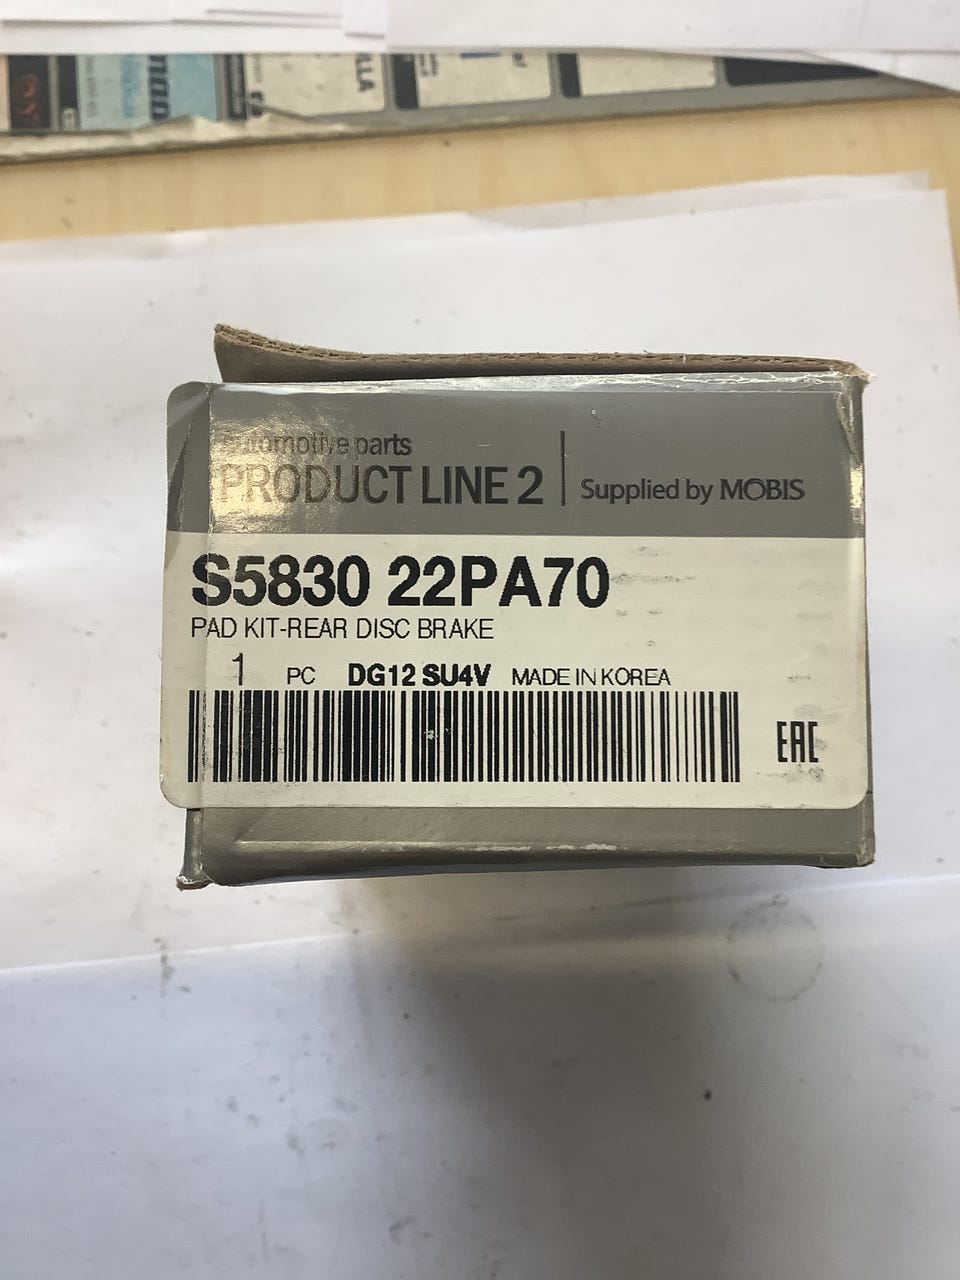 ALLA
automotive parts
PRODUCT LINE 2
Supplied by MOBIS
S5830 22PA70
PAD KIT-REAR DISC BRAKE
1 PC DG12 SU4V MADE IN KOREA
EAC